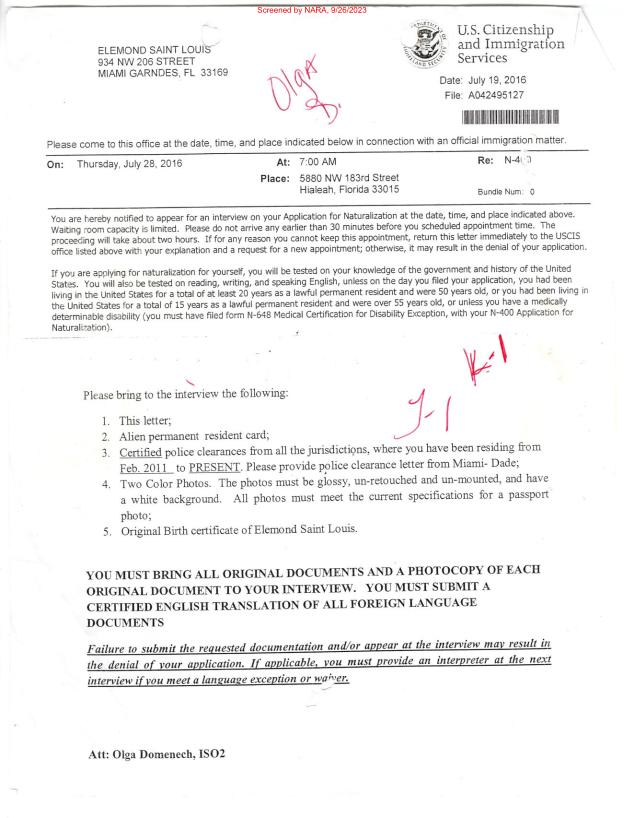 Screened by NARA, 9/26/2023
ELEMOND SAINT LOUIS
934 NW 206 STREET
MIAMI GARNDES, FL 33169
Olga
D.
U.S. Citizenship
and Immigration
Services
Date: July 19, 2016
File: A042495127
Please come to this office at the date, time, and place indicated below in connection with an official immigration matter.
On: Thursday, July 28, 2016 At: 7:00 AM Re:
Place: 5880 NW 183rd Street
Hialeah, Florida 33015 Bundle Num: 0
You are hereby notified to appear for an interview on your Application for Naturalization at the date, time, and place indicated above.
Waiting room capacity is limited. Please do not arrive any earlier than 30 minutes before you scheduled appointment time. The
proceeding will take about two hours. If for any reason you cannot keep this appointment, return this letter immediately to the USCIS
office listed above with your explanation and a request for a new appointment; otherwise, it may result in the denial of your application.
If you are applying for naturalization for yourself, you will be tested on your knowledge of the government and history of the United
States. You will also be tested on reading, writing, and speaking English, unless on the day you filed your application, you had been
living in the United States for a total of at least 20 years as a lawful permanent resident and were 50 years old, or you had been living in
the United States for a total of 15 years as a lawful permanent resident and were over 55 years old, or unless you have a medically
determinable disability (you must have filed form N-648 Medical Certification for Disability Exception, with your N-400 Application for
Naturalization).
Please bring to the interview the following:
1. This letter;
2. Alien permanent resident card;
3. Certified police clearances from all the jurisdictions, where you have been residing from
Feb. 2011 to PRESENT. Please provide police clearance letter from Miami- Dade;
4. Two Color Photos. The photos must be glossy, un-retouched and un-mounted, and have
a white background. All photos must meet the current specifications for a passport
photo;
5. Original Birth certificate of Elemond Saint Louis.
YOU MUST BRING ALL ORIGINAL DOCUMENTS AND A PHOTOCOPY OF EACH
ORIGINAL DOCUMENT TO YOUR INTERVIEW. YOU MUST SUBMIT A
CERTIFIED ENGLISH TRANSLATION OF ALL FOREIGN LANGUAGE
DOCUMENTS
Failure to submit the requested documentation and/or appear at the interview may result in
the denial of your application. If applicable, you must provide an interpreter at the next
interview if you meet a language exception or waiver.
Att: Olga Domenech, ISO2